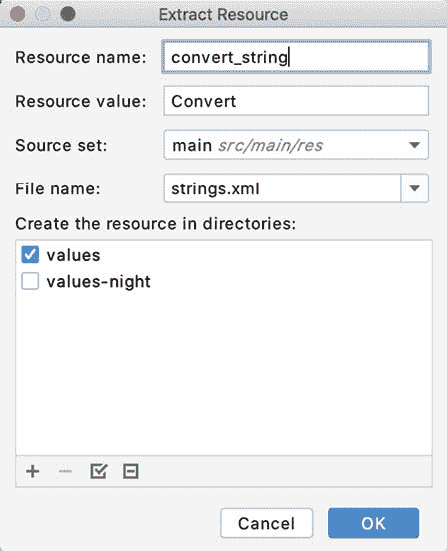 Extract Resource
Resource name: convert_string
Resource value: Convert
Source set: main src/main/res
File name: strings.xml
Create the resource in directories:
values
values-night
Cancel OK